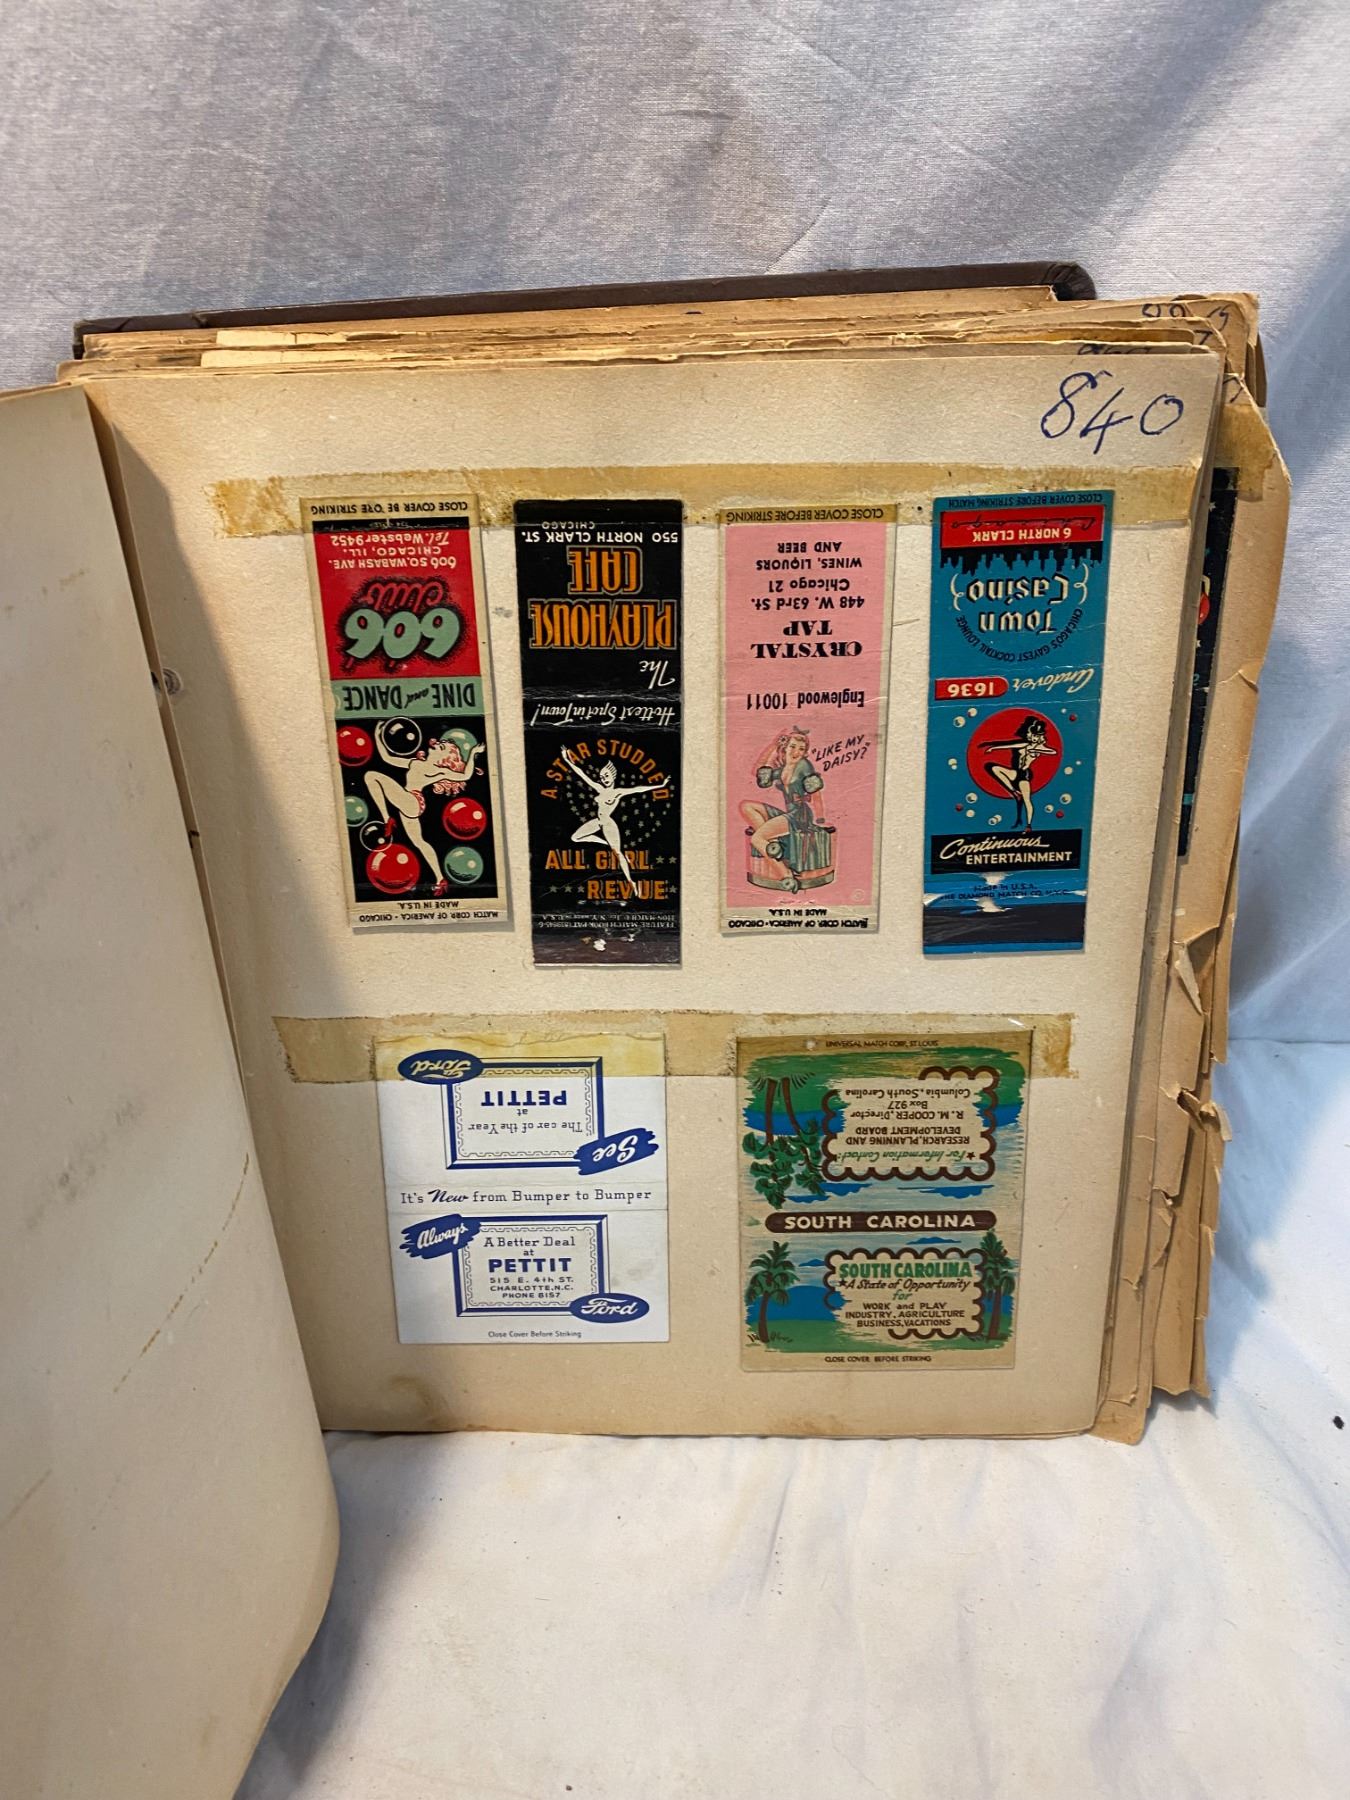 840
CLOSE COVER BE ORE STRIKING
606 SO. WABASH AVE.
CHICAGO, ILL.
Tel. Webster 9452
606
Club
DINE and DANCE
MADE IN U.S.A.
MATCH CORP. OF AMERICA • CHICAGO
550 NORTH CLARK ST.
CHICAGO
The
PLAYHOUSE
CAFE
Hottest Spot in Town!
A STAR STUDDED
ALL GIRL
REVUE
CLOSE COVER BEFORE STRIKING
CRYSTAL
TAP
448 W. 63rd St.
Chicago 21
WINES, LIQUORS
AND BEER
Englewood 10011
"LIKE MY
DAISY?"
MADE IN U.S.A.
MATCH CORP. OF AMERICA • CHICAGO
CLOSE COVER BEFORE STRIKING MATCH
Chicago's
6 NORTH CLARK
Town
Casino
CHICAGO'S GAYEST COCKTAIL LOUNGE
Andover
1636
Continuous
ENTERTAINMENT
Made in U.S.A.
THE DIAMOND MATCH CO. N.Y.C.
Ford
See
The car of the Year
at
PETTIT
It's New from Bumper to Bumper
Always
A Better Deal
at
PETTIT
515 E. 4th ST.
CHARLOTTE, N.C.
PHONE 8157
Ford
Close Cover Before Striking
UNIVERSAL MATCH CORP., ST. LOUIS
★ For Information Contact:
RESEARCH, PLANNING AND
DEVELOPMENT BOARD
R. M. COOPER, Director
Box 927
Columbia, South Carolina
SOUTH CAROLINA
SOUTH CAROLINA
★ A State of Opportunity
for
WORK and PLAY
INDUSTRY, AGRICULTURE
BUSINESS, VACATIONS
CLOSE COVER BEFORE STRIKING